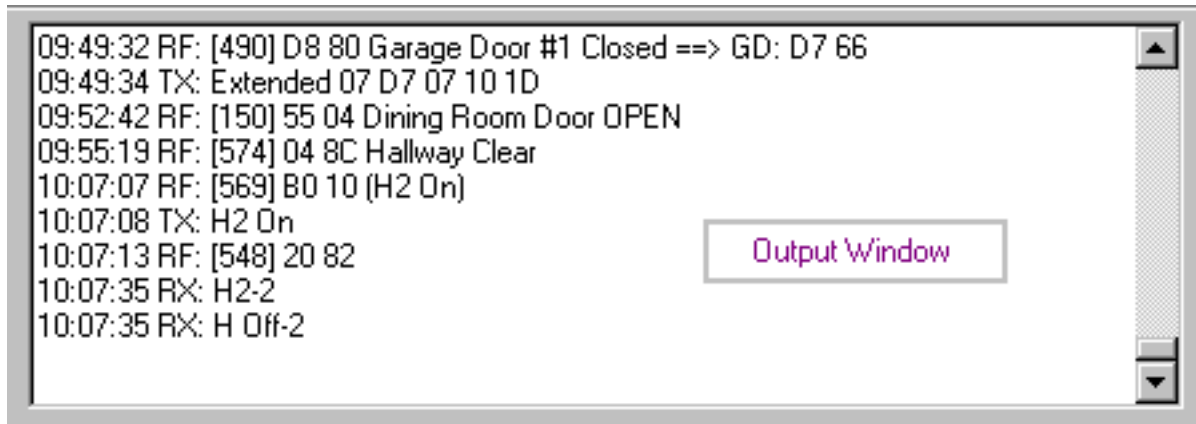 09:49:32 RF: [490] D8 80 Garage Door #1 Closed ==> GD: D7 66
09:49:34 TX: Extended 07 D7 07 10 1D
09:52:42 RF: [150] 55 04 Dining Room Door OPEN
09:55:19 RF: [574] 04 8C Hallway Clear
10:07:07 RF: [569] B0 10 (H2 On)
10:07:08 TX: H2 On
10:07:13 RF: [548] 20 82
Output Window
10:07:35 RX: H2-2
10:07:35 RX: H Off-2